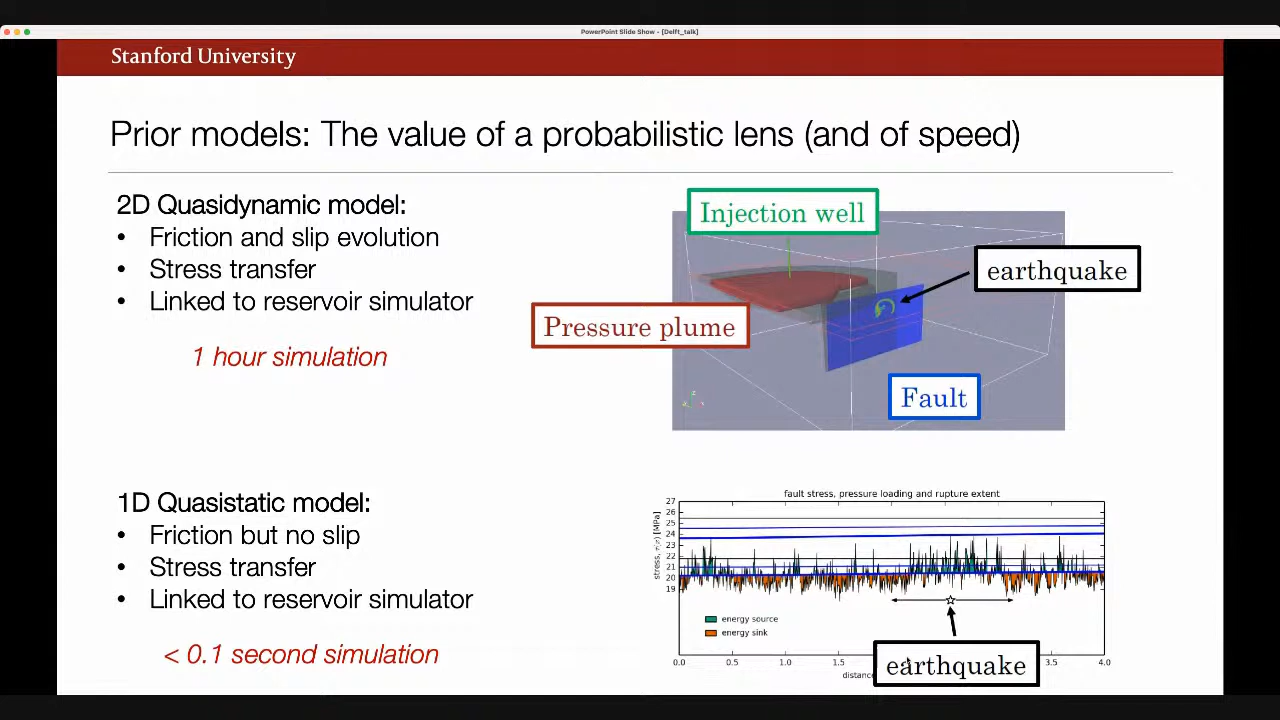 PowerPoint Slide Show - [Delft_talk]
Stanford University
Prior models: The value of a probabilistic lens (and of speed)
2D Quasidynamic model:
• Friction and slip evolution
• Stress transfer
• Linked to reservoir simulator
1 hour simulation
Injection well
earthquake
Pressure plume
Fault
1D Quasistatic model:
• Friction but no slip
• Stress transfer
• Linked to reservoir simulator
< 0.1 second simulation
fault stress, pressure loading and rupture extent
27
26
25
24
23
22
21
20
19
energy source
energy sink
0.0 0.5 1.0 1.5 3.5 4.0
earthquake